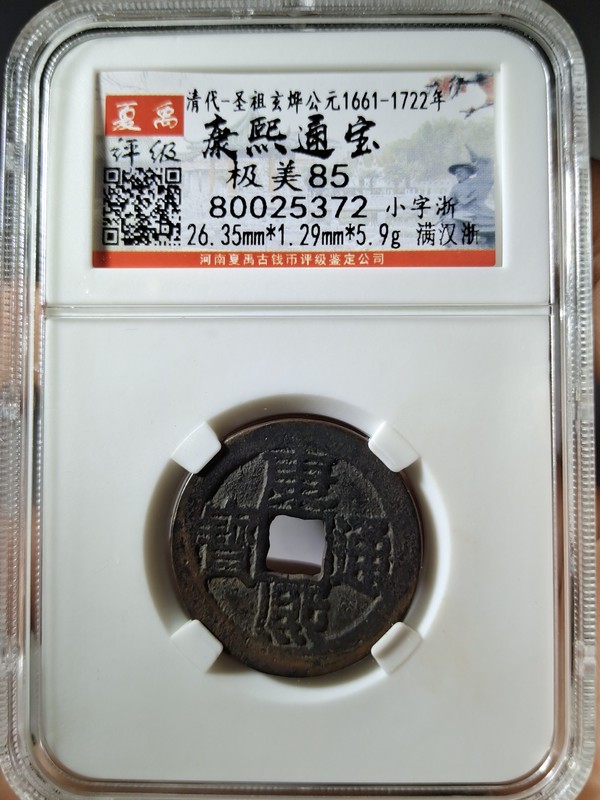 清代-圣祖玄烨公元1661-1722年
夏禹
评级
康熙通宝
极美85
80025372 小字浙
26.35mm*1.29mm*5.9g 满汉浙
河南夏禹古钱币评级鉴定公司
康熙通寶